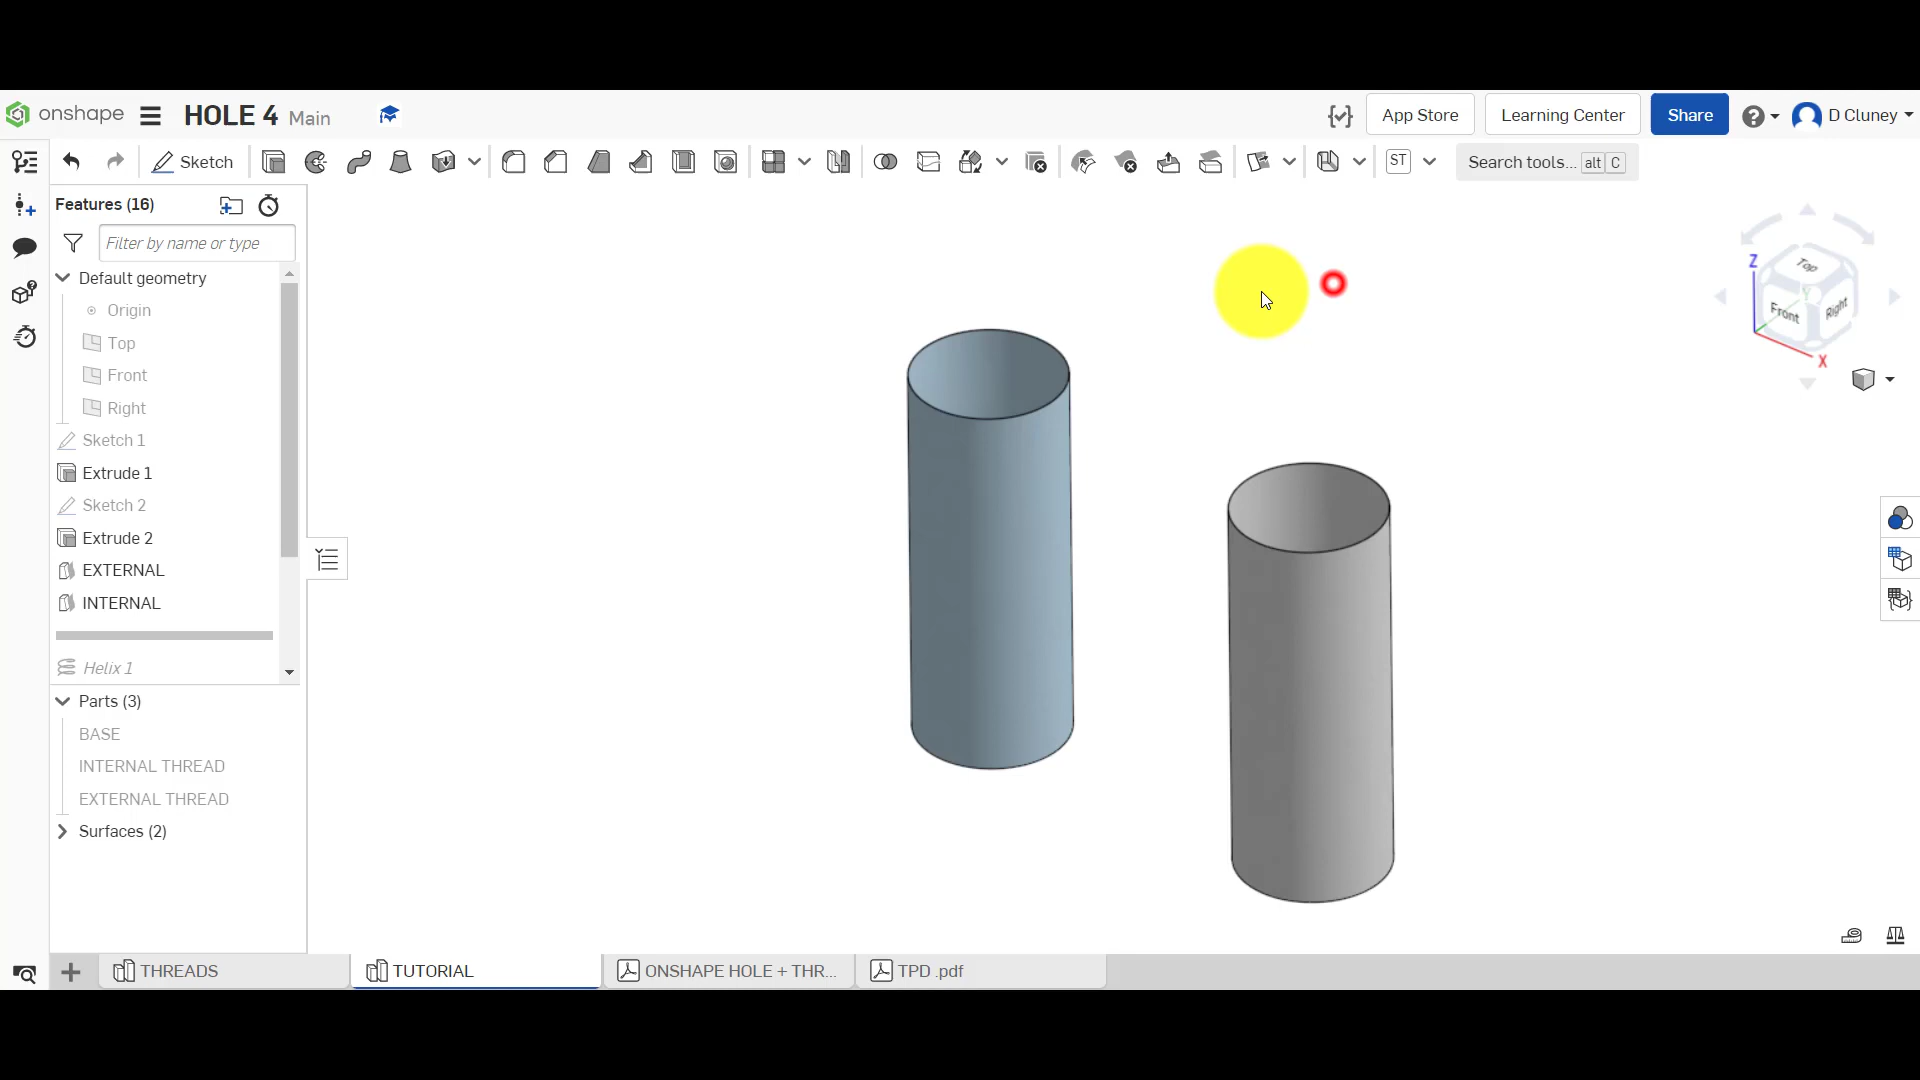 onshape
HOLE 4 Main
App Store
Learning Center
Share
D Cluney
Sketch
ST
Search tools... alt C
Features (16)
Filter by name or type
Default geometry
Origin
Top
Front
Right
Sketch 1
Extrude 1
Sketch 2
Extrude 2
EXTERNAL
INTERNAL
Helix 1
Parts (3)
BASE
INTERNAL THREAD
EXTERNAL THREAD
Surfaces (2)
Z
Top
Y
Front
Right
X
THREADS
TUTORIAL
ONSHAPE HOLE + THR...
TPD .pdf